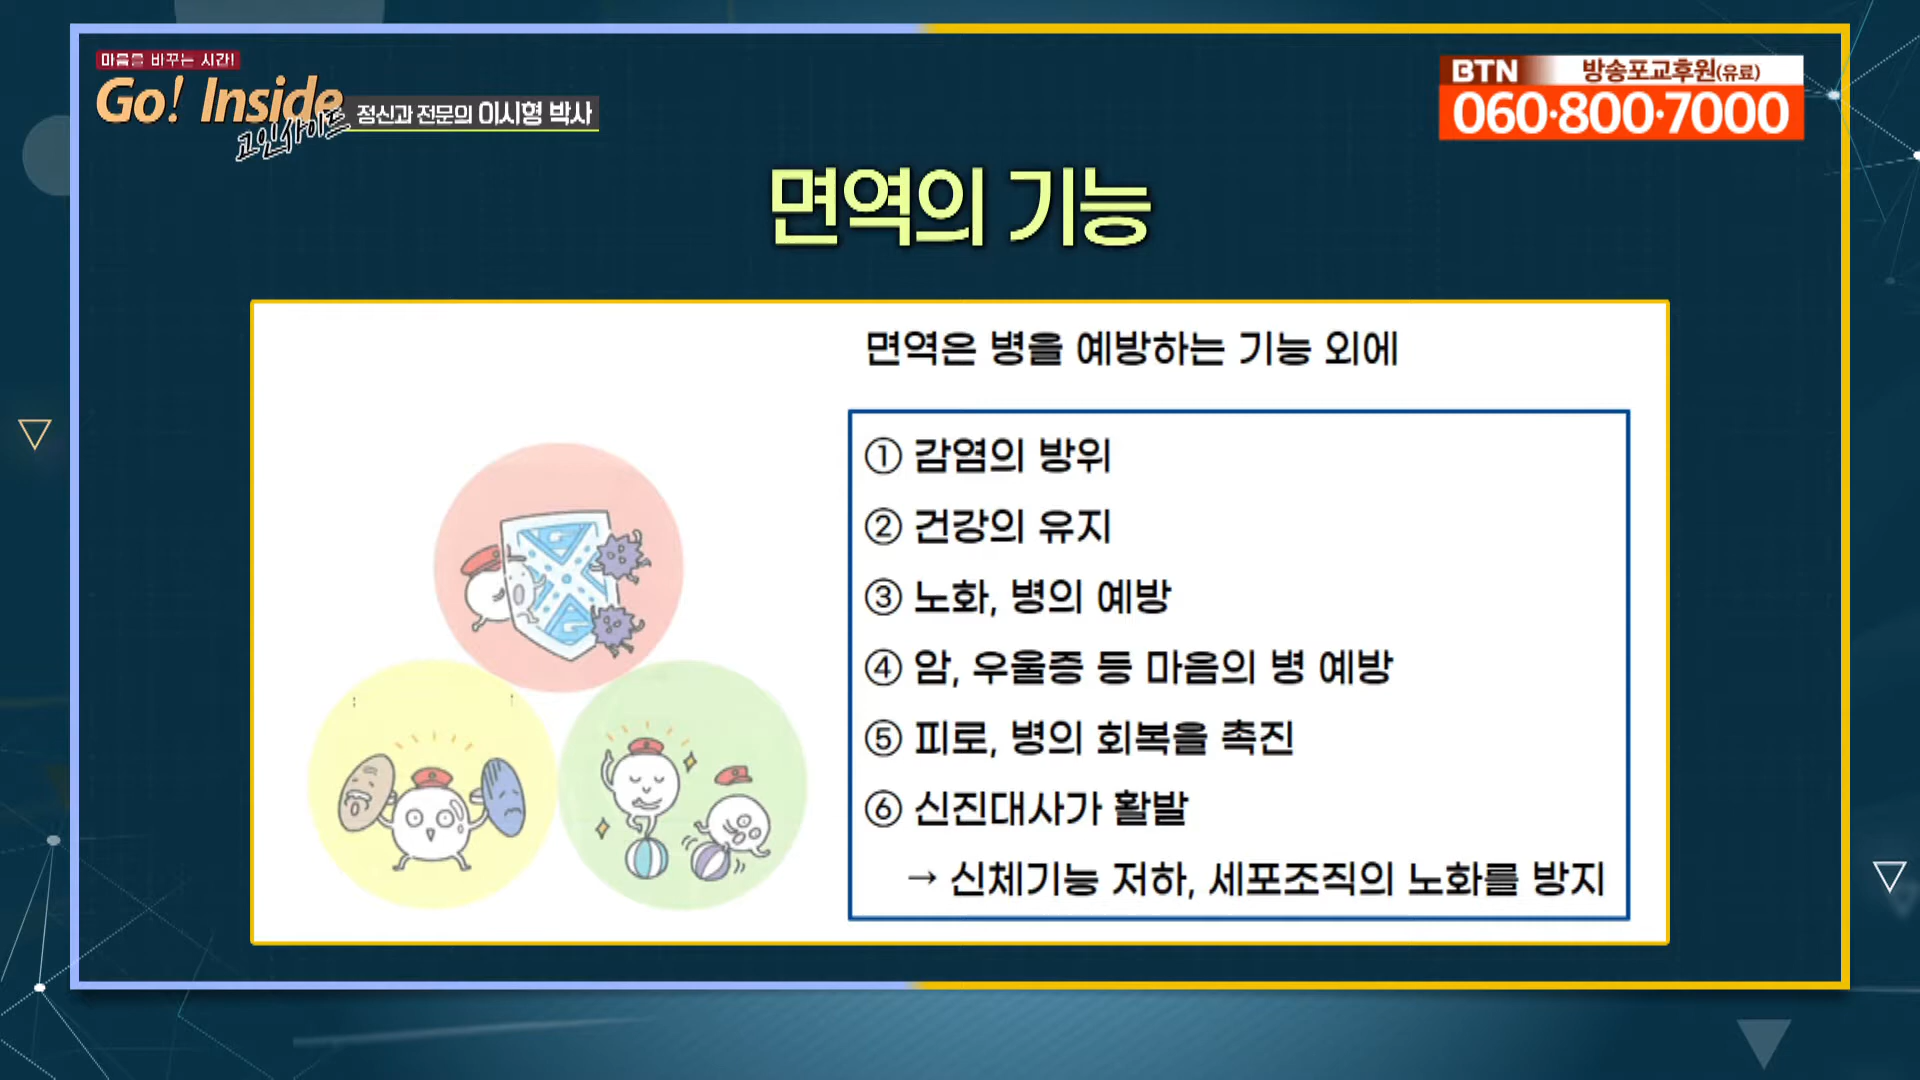 마음을 바꾸는 시간!
Go! Inside
고인사이드
정신과 전문의 이시형 박사
BTN 방송포교후원(유료)
060·800·7000
면역의 기능
면역은 병을 예방하는 기능 외에
① 감염의 방위
② 건강의 유지
③ 노화, 병의 예방
④ 암, 우울증 등 마음의 병 예방
⑤ 피로, 병의 회복을 촉진
⑥ 신진대사가 활발
→ 신체기능 저하, 세포조직의 노화를 방지